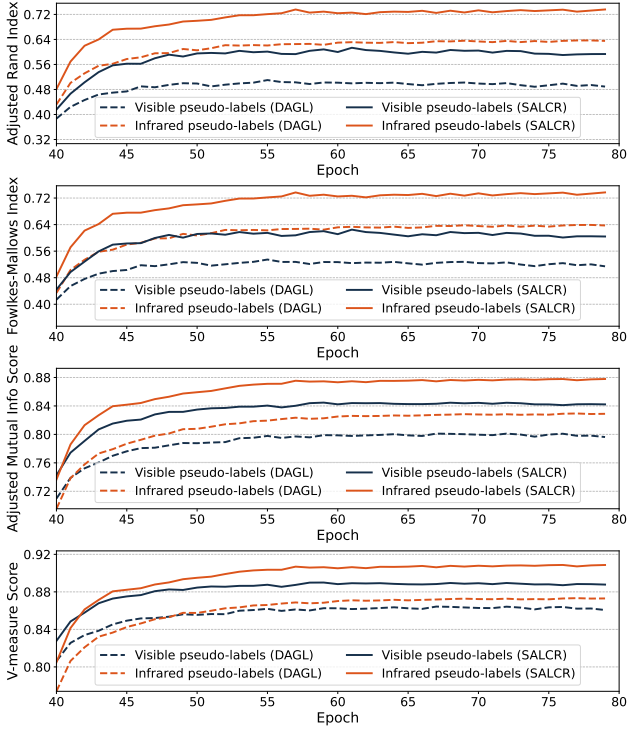 Adjusted Rand Index
0.72
0.64
0.56
0.48
0.40
0.32
Visible pseudo-labels (DAGL)
Infrared pseudo-labels (DAGL)
Visible pseudo-labels (SALCR)
Infrared pseudo-labels (SALCR)
40 45 50 55 60 65 70 75 80
Epoch
Fowlkes-Mallows Index
0.72
0.64
0.56
0.48
0.40
Visible pseudo-labels (DAGL)
Infrared pseudo-labels (DAGL)
Visible pseudo-labels (SALCR)
Infrared pseudo-labels (SALCR)
40 45 50 55 60 65 70 75 80
Epoch
Adjusted Mutual Info Score
0.88
0.84
0.80
0.76
0.72
Visible pseudo-labels (DAGL)
Infrared pseudo-labels (DAGL)
Visible pseudo-labels (SALCR)
Infrared pseudo-labels (SALCR)
40 45 50 55 60 65 70 75 80
Epoch
V-measure Score
0.92
0.88
0.84
0.80
Visible pseudo-labels (DAGL)
Infrared pseudo-labels (DAGL)
Visible pseudo-labels (SALCR)
Infrared pseudo-labels (SALCR)
40 45 50 55 60 65 70 75 80
Epoch